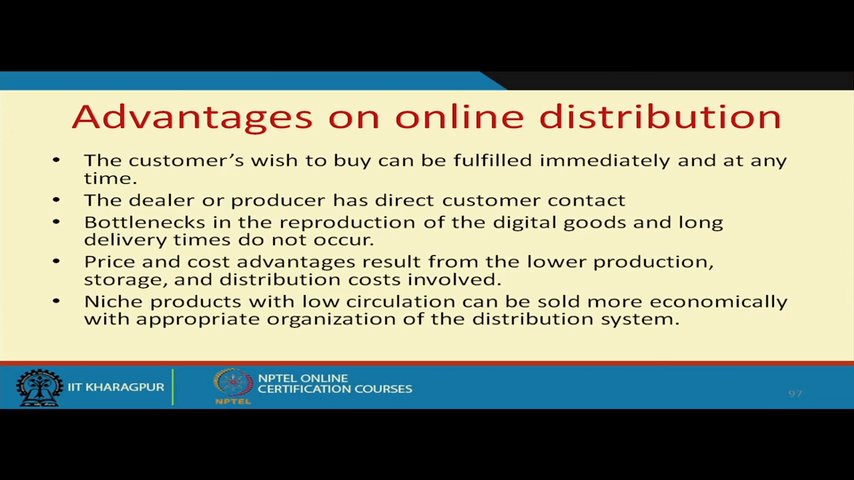 Advantages on online distribution
• The customer's wish to buy can be fulfilled immediately and at any
time.
• The dealer or producer has direct customer contact
• Bottlenecks in the reproduction of the digital goods and long
delivery times do not occur.
• Price and cost advantages result from the lower production,
storage, and distribution costs involved.
• Niche products with low circulation can be sold more economically
with appropriate organization of the distribution system.
IIT KHARAGPUR
NPTEL
NPTEL ONLINE
CERTIFICATION COURSES
97